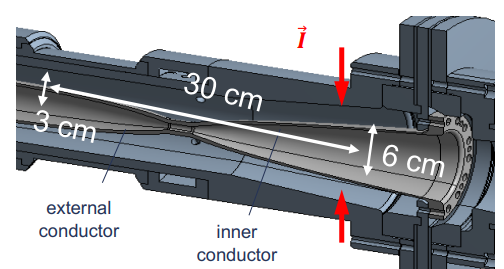 I⃗
30 cm
3 cm
6 cm
external
conductor
inner
conductor